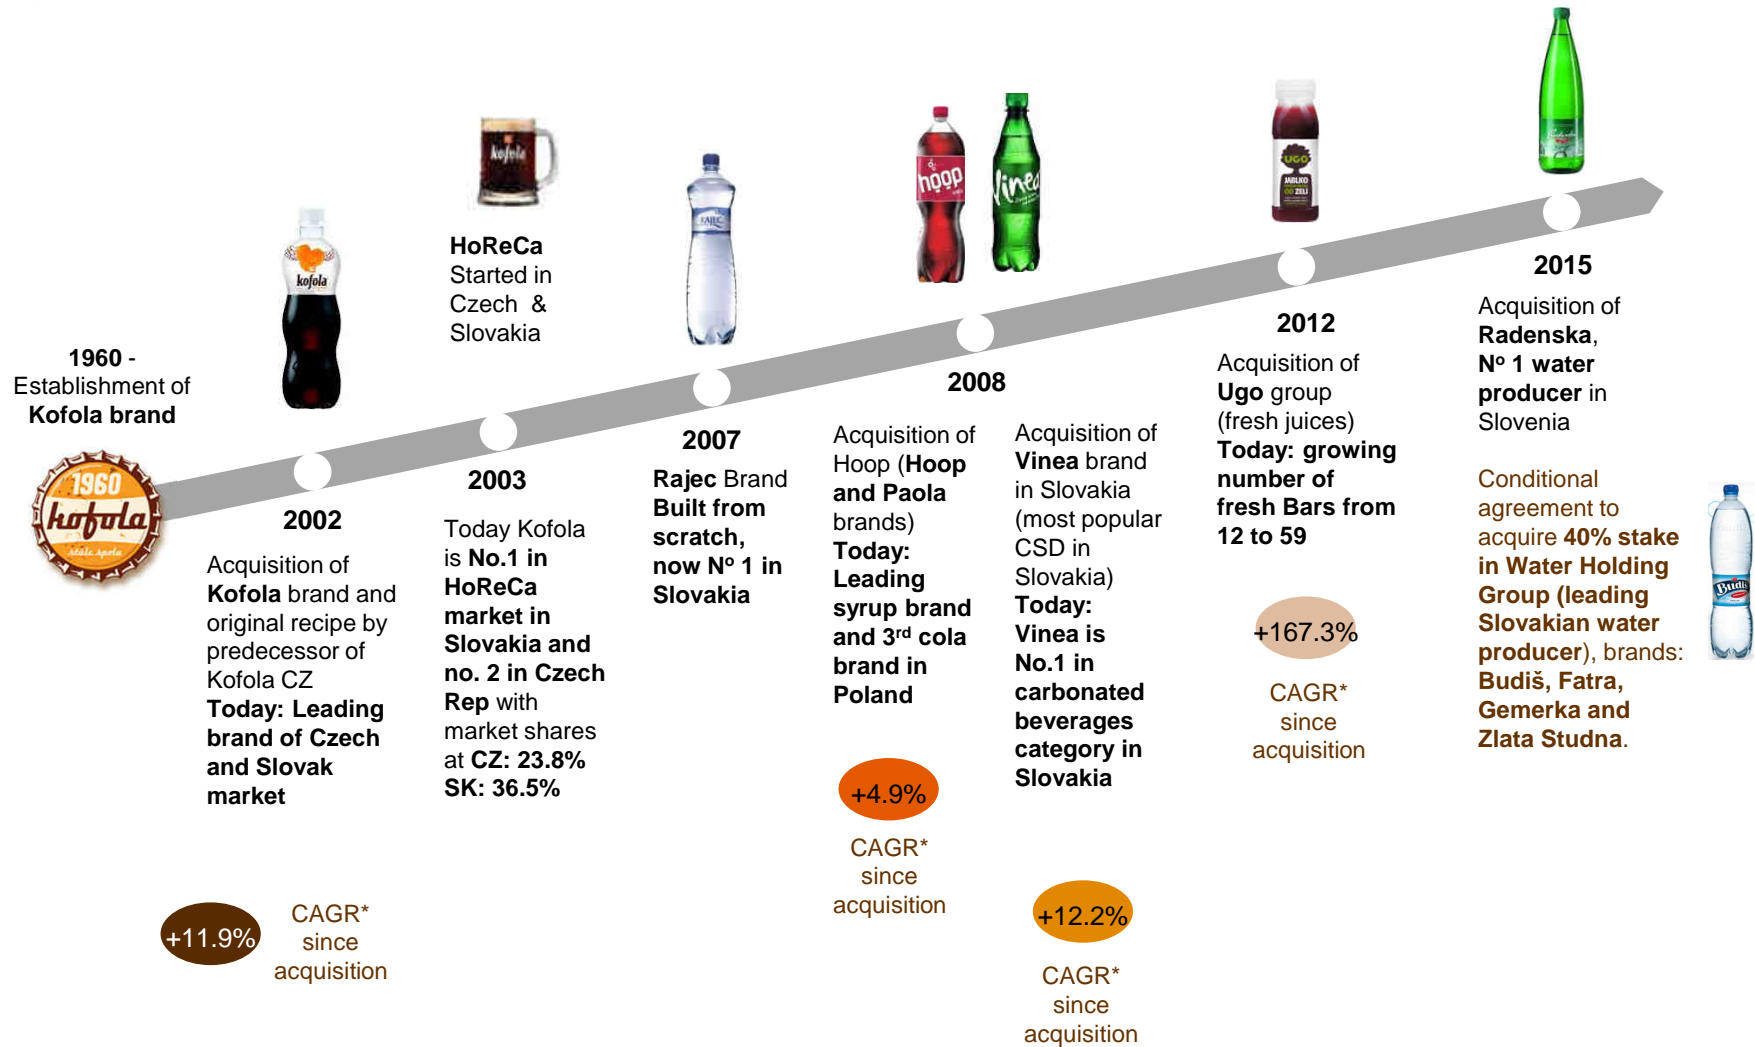 1960 -
Establishment of
Kofola brand
1960
kofola
kofola
2002
Acquisition of
Kofola brand and
original recipe by
predecessor of
Kofola CZ
Today: Leading
brand of Czech
and Slovak
market
+11.9%
CAGR*
since
acquisition
kofola
HoReCa
Started in
Czech &
Slovakia
2003
Today Kofola
is No.1 in
HoReCa
market in
Slovakia and
no. 2 in Czech
Rep with
market shares
at CZ: 23.8%
SK: 36.5%
RAJEC
2007
Rajec Brand
Built from
scratch,
now Nº 1 in
Slovakia
hoop
Vinea
2008
Acquisition of
Hoop (Hoop
and Paola
brands)
Today:
Leading
syrup brand
and 3rd cola
brand in
Poland
+4.9%
CAGR*
since
acquisition
Acquisition of
Vinea brand
in Slovakia
(most popular
CSD in
Slovakia)
Today:
Vinea is
No.1 in
carbonated
beverages
category in
Slovakia
+12.2%
CAGR*
since
acquisition
UGO
JABLKO
OD ZELÍ
2012
Acquisition of
Ugo group
(fresh juices)
Today: growing
number of
fresh Bars from
12 to 59
+167.3%
CAGR*
since
acquisition
Radenska
2015
Acquisition of
Radenska,
Nº 1 water
producer in
Slovenia
Conditional
agreement to
acquire 40% stake
in Water Holding
Group (leading
Slovakian water
producer), brands:
Budiš, Fatra,
Gemerka and
Zlata Studna.
Budiš